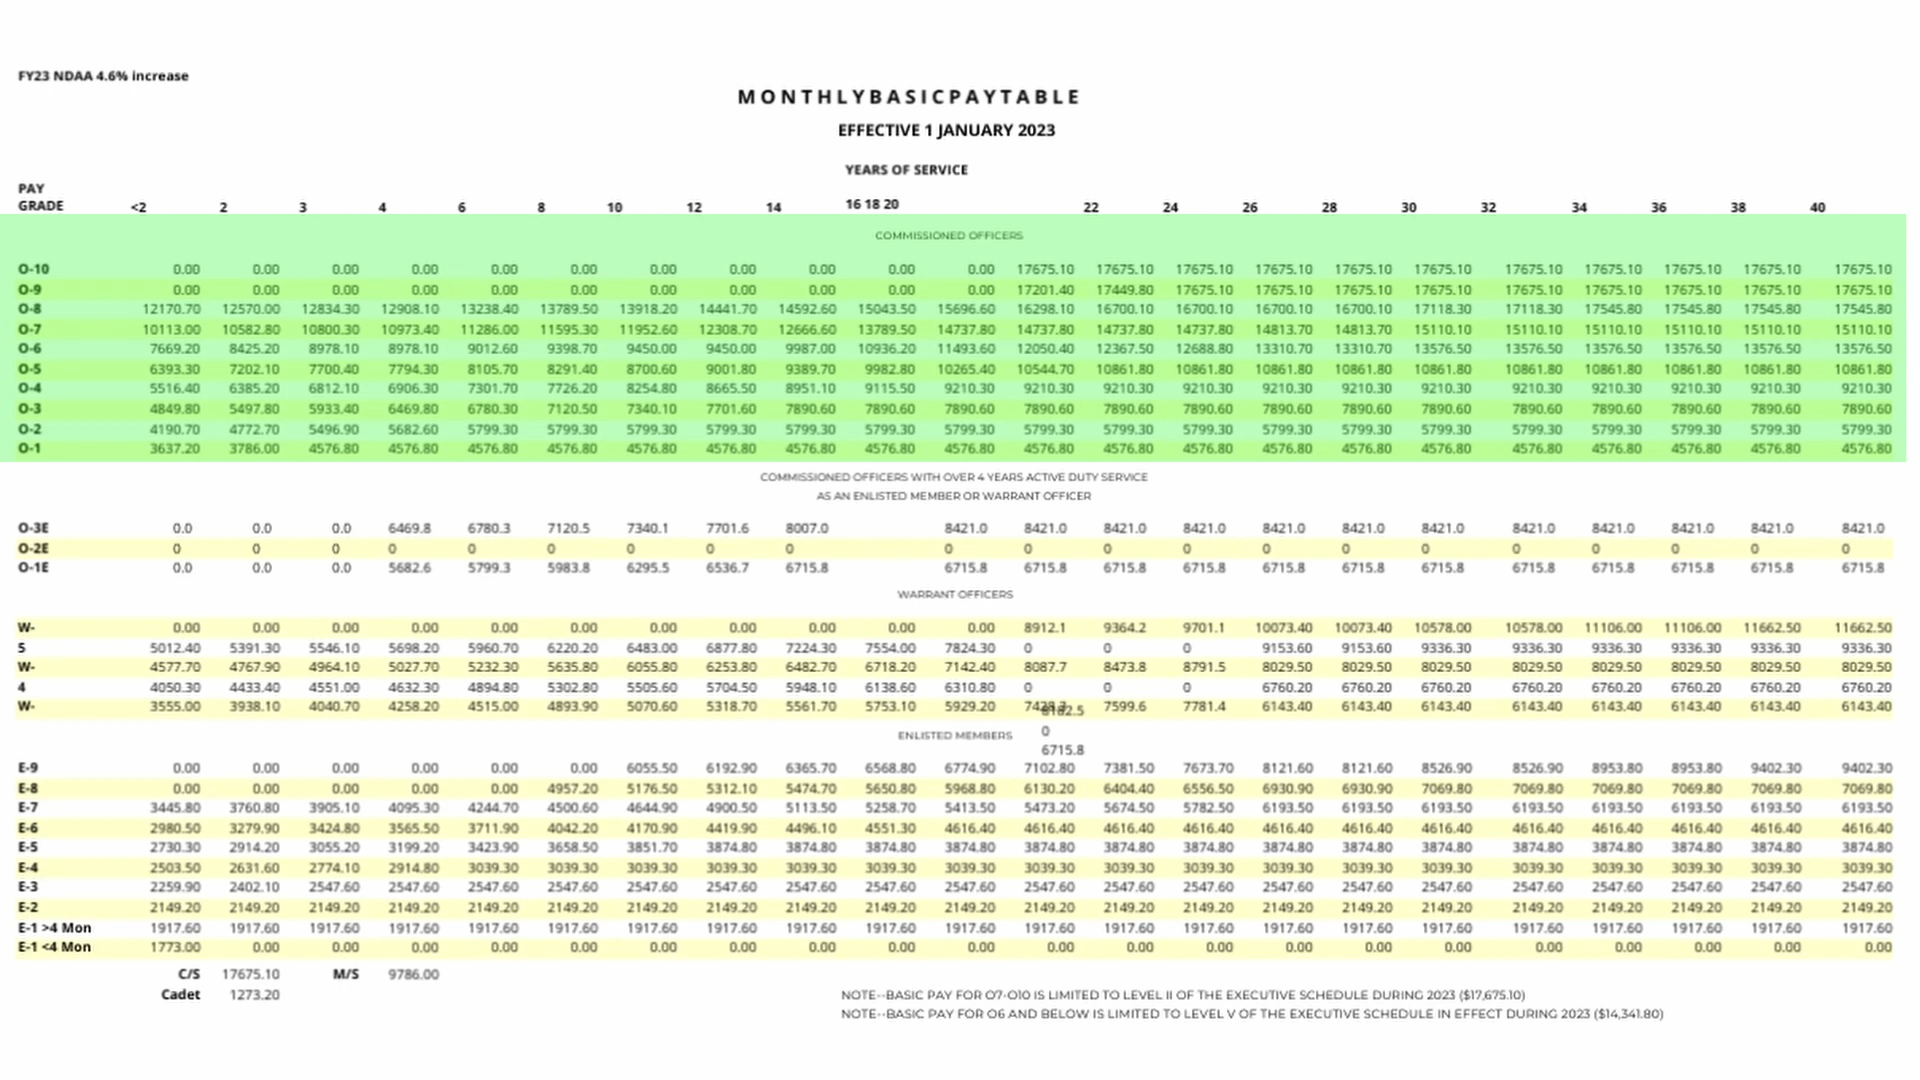 FY23 NDAA 4.6% increase
MONTHLYBASICPAYTABLE
EFFECTIVE 1 JANUARY 2023
YEARS OF SERVICE
PAY
GRADE <2 2 3 4 6 8 10 12 14 16 18 20 22 24 26 28 30 32 34 36 38 40
COMMISSIONED OFFICERS
O-10 0.00 0.00 0.00 0.00 0.00 0.00 0.00 0.00 0.00 0.00 0.00 17675.10 17675.10 17675.10 17675.10 17675.10 17675.10 17675.10 17675.10 17675.10 17675.10 17675.10
O-9 0.00 0.00 0.00 0.00 0.00 0.00 0.00 0.00 0.00 0.00 0.00 17201.40 17449.80 17675.10 17675.10 17675.10 17675.10 17675.10 17675.10 17675.10 17675.10 17675.10
O-8 12170.70 12570.00 12834.30 12908.10 13238.40 13789.50 13918.20 14441.70 14592.60 15043.50 15696.60 16298.10 16700.10 16700.10 16700.10 16700.10 17118.30 17118.30 17545.80 17545.80 17545.80 17545.80
O-7 10113.00 10582.80 10800.30 10973.40 11286.00 11595.30 11952.60 12308.70 12666.60 13789.50 14737.80 14737.80 14737.80 14737.80 14813.70 14813.70 15110.10 15110.10 15110.10 15110.10 15110.10 15110.10
O-6 7669.20 8425.20 8978.10 8978.10 9012.60 9398.70 9450.00 9450.00 9987.00 10936.20 11493.60 12050.40 12367.50 12688.80 13310.70 13310.70 13576.50 13576.50 13576.50 13576.50 13576.50 13576.50
O-5 6393.30 7202.10 7700.40 7794.30 8105.70 8291.40 8700.60 9001.80 9389.70 9982.80 10265.40 10544.70 10861.80 10861.80 10861.80 10861.80 10861.80 10861.80 10861.80 10861.80 10861.80 10861.80
O-4 5516.40 6385.20 6812.10 6906.30 7301.70 7726.20 8254.80 8665.50 8951.10 9115.50 9210.30 9210.30 9210.30 9210.30 9210.30 9210.30 9210.30 9210.30 9210.30 9210.30 9210.30 9210.30
O-3 4849.80 5497.80 5933.40 6469.80 6780.30 7120.50 7340.10 7701.60 7890.60 7890.60 7890.60 7890.60 7890.60 7890.60 7890.60 7890.60 7890.60 7890.60 7890.60 7890.60 7890.60 7890.60
O-2 4190.70 4772.70 5496.90 5682.60 5799.30 5799.30 5799.30 5799.30 5799.30 5799.30 5799.30 5799.30 5799.30 5799.30 5799.30 5799.30 5799.30 5799.30 5799.30 5799.30 5799.30 5799.30
O-1 3637.20 3786.00 4576.80 4576.80 4576.80 4576.80 4576.80 4576.80 4576.80 4576.80 4576.80 4576.80 4576.80 4576.80 4576.80 4576.80 4576.80 4576.80 4576.80 4576.80 4576.80 4576.80
COMMISSIONED OFFICERS WITH OVER 4 YEARS ACTIVE DUTY SERVICE
AS AN ENLISTED MEMBER OR WARRANT OFFICER
O-3E 0.0 0.0 0.0 6469.8 6780.3 7120.5 7340.1 7701.6 8007.0 8421.0 8421.0 8421.0 8421.0 8421.0 8421.0 8421.0 8421.0 8421.0 8421.0 8421.0
O-2E 0 0 0 0 0 0 0 0 0 0 0 0 0 0 0 0 0 0 0 0 0
O-1E 0.0 0.0 0.0 5682.6 5799.3 5983.8 6295.5 6536.7 6715.8 6715.8 6715.8 6715.8 6715.8 6715.8 6715.8 6715.8 6715.8 6715.8 6715.8 6715.8 6715.8
WARRANT OFFICERS
W- 0.00 0.00 0.00 0.00 0.00 0.00 0.00 0.00 0.00 0.00 0.00 8912.1 9364.2 9701.1 10073.40 10073.40 10578.00 10578.00 11106.00 11106.00 11662.50 11662.50
5 5012.40 5391.30 5546.10 5698.20 5960.70 6220.20 6483.00 6877.80 7224.30 7554.00 7824.30 0 0 0 9153.60 9153.60 9336.30 9336.30 9336.30 9336.30 9336.30 9336.30
W- 4577.70 4767.90 4964.10 5027.70 5232.30 5635.80 6055.80 6253.80 6482.70 6718.20 7142.40 8087.7 8473.8 8791.5 8029.50 8029.50 8029.50 8029.50 8029.50 8029.50 8029.50 8029.50
4 4050.30 4433.40 4551.00 4632.30 4894.80 5302.80 5505.60 5704.50 5948.10 6138.60 6310.80 0 0 0 6760.20 6760.20 6760.20 6760.20 6760.20 6760.20 6760.20 6760.20
W- 3555.00 3938.10 4040.70 4258.20 4515.00 4893.90 5070.60 5318.70 5561.70 5753.10 5929.20 7599.6 7781.4 6143.40 6143.40 6143.40 6143.40 6143.40 6143.40 6143.40 6143.40
0
ENLISTED MEMBERS
6715.8
E-9 0.00 0.00 0.00 0.00 0.00 0.00 6055.50 6192.90 6365.70 6568.80 6774.90 7102.80 7381.50 7673.70 8121.60 8121.60 8526.90 8526.90 8953.80 8953.80 9402.30 9402.30
E-8 0.00 0.00 0.00 0.00 0.00 4957.20 5176.50 5312.10 5474.70 5650.80 5968.80 6130.20 6404.40 6556.50 6930.90 6930.90 7069.80 7069.80 7069.80 7069.80 7069.80 7069.80
E-7 3445.80 3760.80 3905.10 4095.30 4244.70 4500.60 4644.90 4900.50 5113.50 5258.70 5413.50 5473.20 5674.50 5782.50 6193.50 6193.50 6193.50 6193.50 6193.50 6193.50 6193.50 6193.50
E-6 2980.50 3279.90 3424.80 3565.50 3711.90 4042.20 4170.90 4419.90 4496.10 4551.30 4616.40 4616.40 4616.40 4616.40 4616.40 4616.40 4616.40 4616.40 4616.40 4616.40 4616.40 4616.40
E-5 2730.30 2914.20 3055.20 3199.20 3423.90 3658.50 3851.70 3874.80 3874.80 3874.80 3874.80 3874.80 3874.80 3874.80 3874.80 3874.80 3874.80 3874.80 3874.80 3874.80 3874.80 3874.80
E-4 2503.50 2631.60 2774.10 2914.80 3039.30 3039.30 3039.30 3039.30 3039.30 3039.30 3039.30 3039.30 3039.30 3039.30 3039.30 3039.30 3039.30 3039.30 3039.30 3039.30 3039.30 3039.30
E-3 2259.90 2402.10 2547.60 2547.60 2547.60 2547.60 2547.60 2547.60 2547.60 2547.60 2547.60 2547.60 2547.60 2547.60 2547.60 2547.60 2547.60 2547.60 2547.60 2547.60 2547.60 2547.60
E-2 2149.20 2149.20 2149.20 2149.20 2149.20 2149.20 2149.20 2149.20 2149.20 2149.20 2149.20 2149.20 2149.20 2149.20 2149.20 2149.20 2149.20 2149.20 2149.20 2149.20 2149.20 2149.20
E-1 >4 Mon 1917.60 1917.60 1917.60 1917.60 1917.60 1917.60 1917.60 1917.60 1917.60 1917.60 1917.60 1917.60 1917.60 1917.60 1917.60 1917.60 1917.60 1917.60 1917.60 1917.60 1917.60 1917.60
E-1 <4 Mon 1773.00 0.00 0.00 0.00 0.00 0.00 0.00 0.00 0.00 0.00 0.00 0.00 0.00 0.00 0.00 0.00 0.00 0.00 0.00 0.00 0.00 0.00
C/S 17675.10 M/S 9786.00
Cadet 1273.20
NOTE--BASIC PAY FOR O7-O10 IS LIMITED TO LEVEL II OF THE EXECUTIVE SCHEDULE DURING 2023 ($17,675.10)
NOTE--BASIC PAY FOR O6 AND BELOW IS LIMITED TO LEVEL V OF THE EXECUTIVE SCHEDULE IN EFFECT DURING 2023 ($14,341.80)